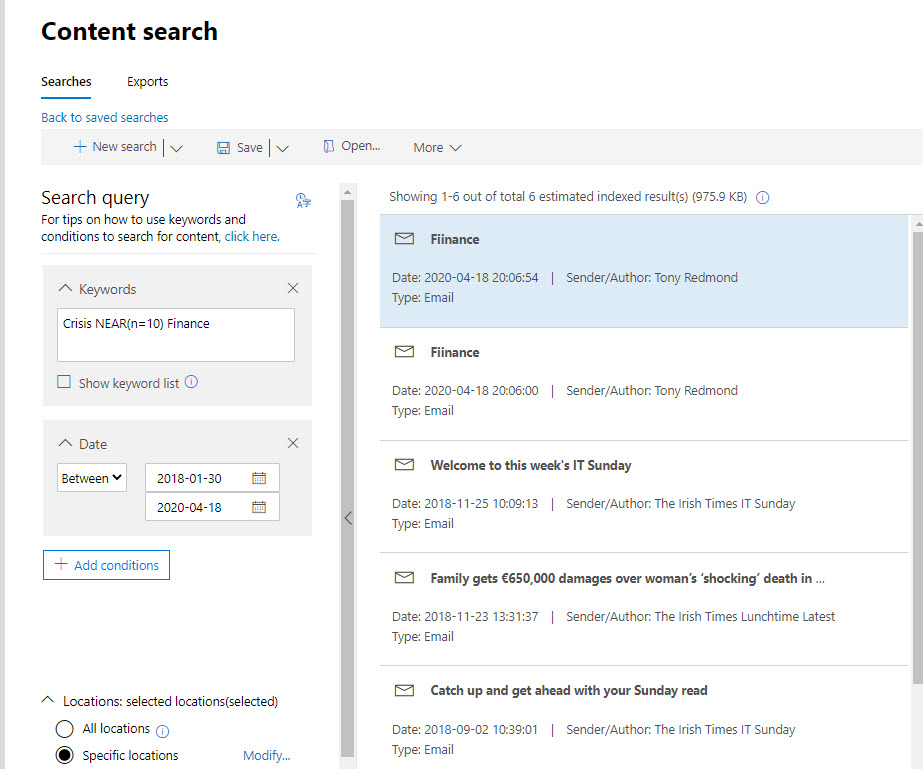 Content search
Searches Exports
Back to saved searches
New search Save Open... More
Search query
For tips on how to use keywords and
conditions to search for content, click here.
Keywords
Crisis NEAR(n=10) Finance
Show keyword list
Date
Between 2018-01-30
2020-04-18
Add conditions
Locations: selected locations(selected)
All locations
Specific locations Modify...
Showing 1-6 out of total 6 estimated indexed result(s) (975.9 KB)
Fiinance
Date: 2020-04-18 20:06:54 | Sender/Author: Tony Redmond
Type: Email
Fiinance
Date: 2020-04-18 20:06:00 | Sender/Author: Tony Redmond
Type: Email
Welcome to this week's IT Sunday
Date: 2018-11-25 10:09:13 | Sender/Author: The Irish Times IT Sunday
Type: Email
Family gets €650,000 damages over woman’s ‘shocking’ death in ...
Date: 2018-11-23 13:31:37 | Sender/Author: The Irish Times Lunchtime Latest
Type: Email
Catch up and get ahead with your Sunday read
Date: 2018-09-02 10:39:01 | Sender/Author: The Irish Times IT Sunday
Type: Email